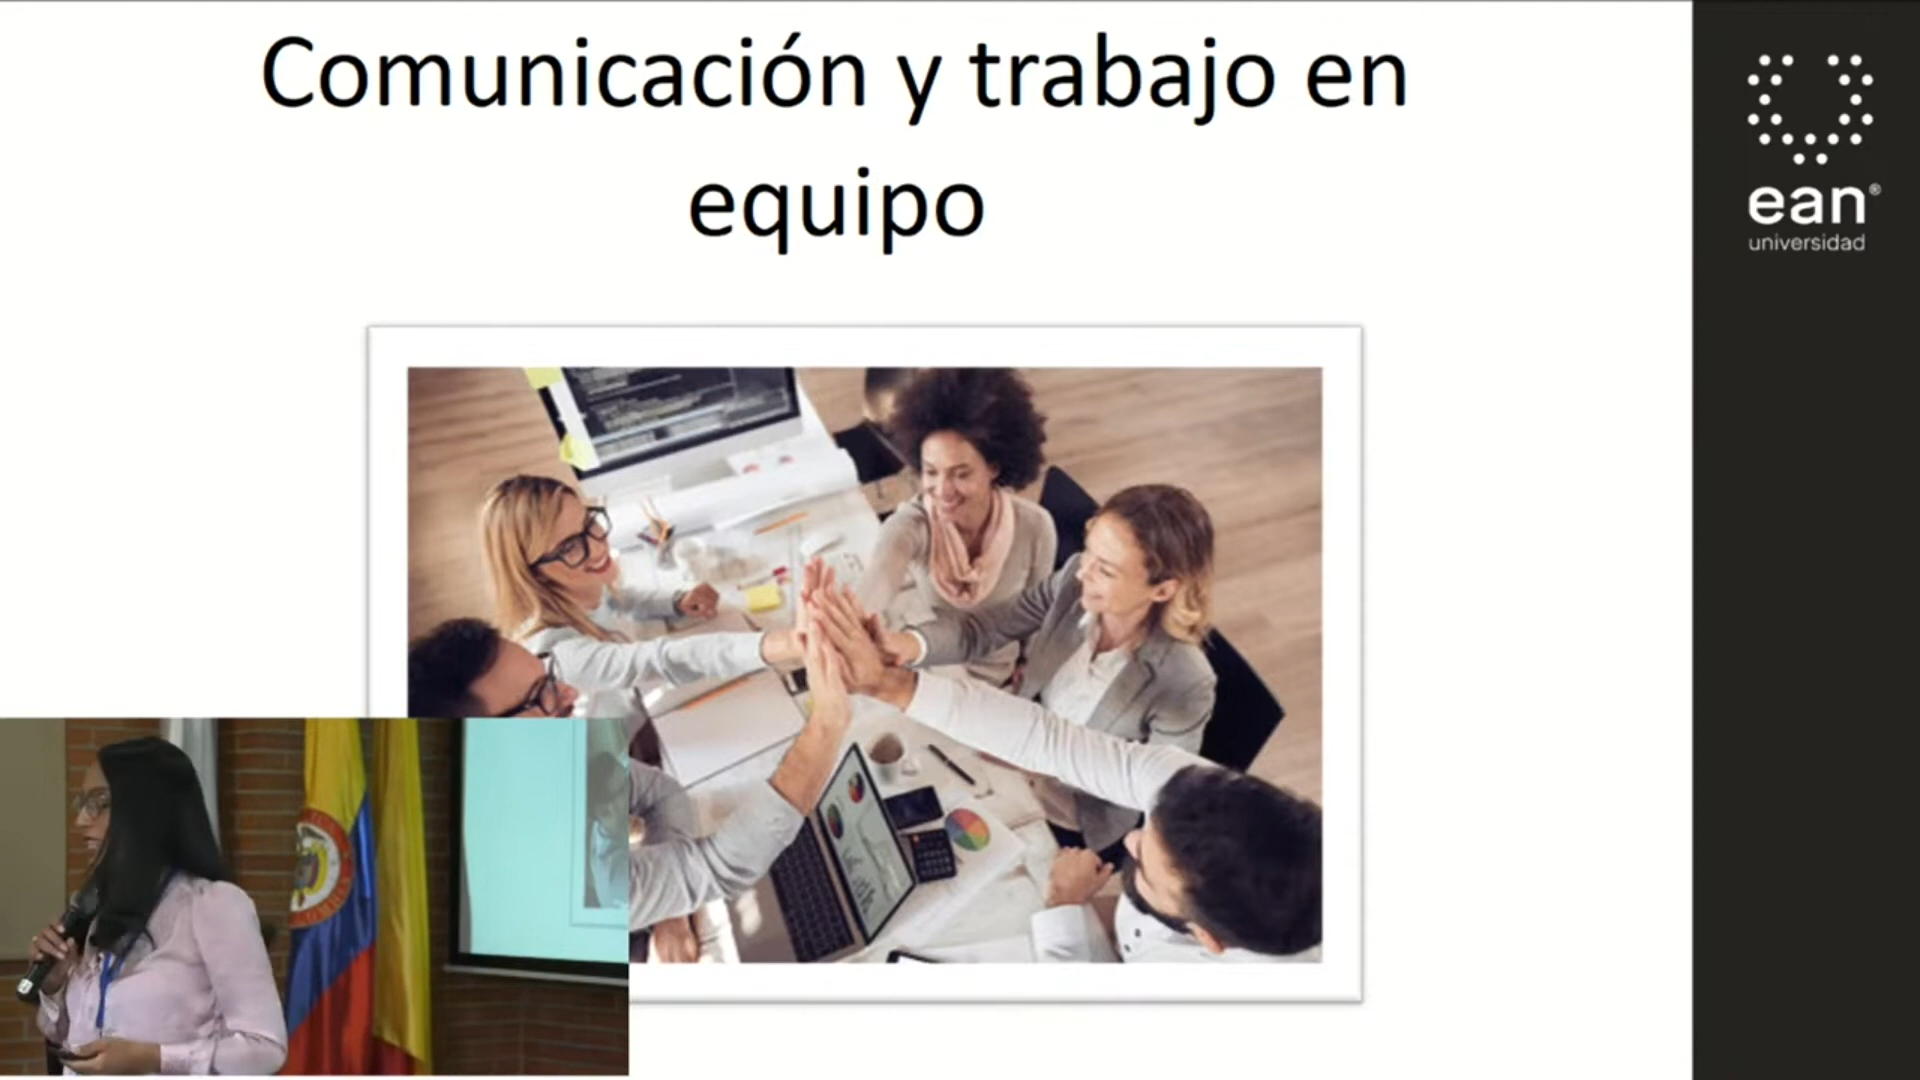 Comunicación y trabajo en
equipo
ean®
universidad